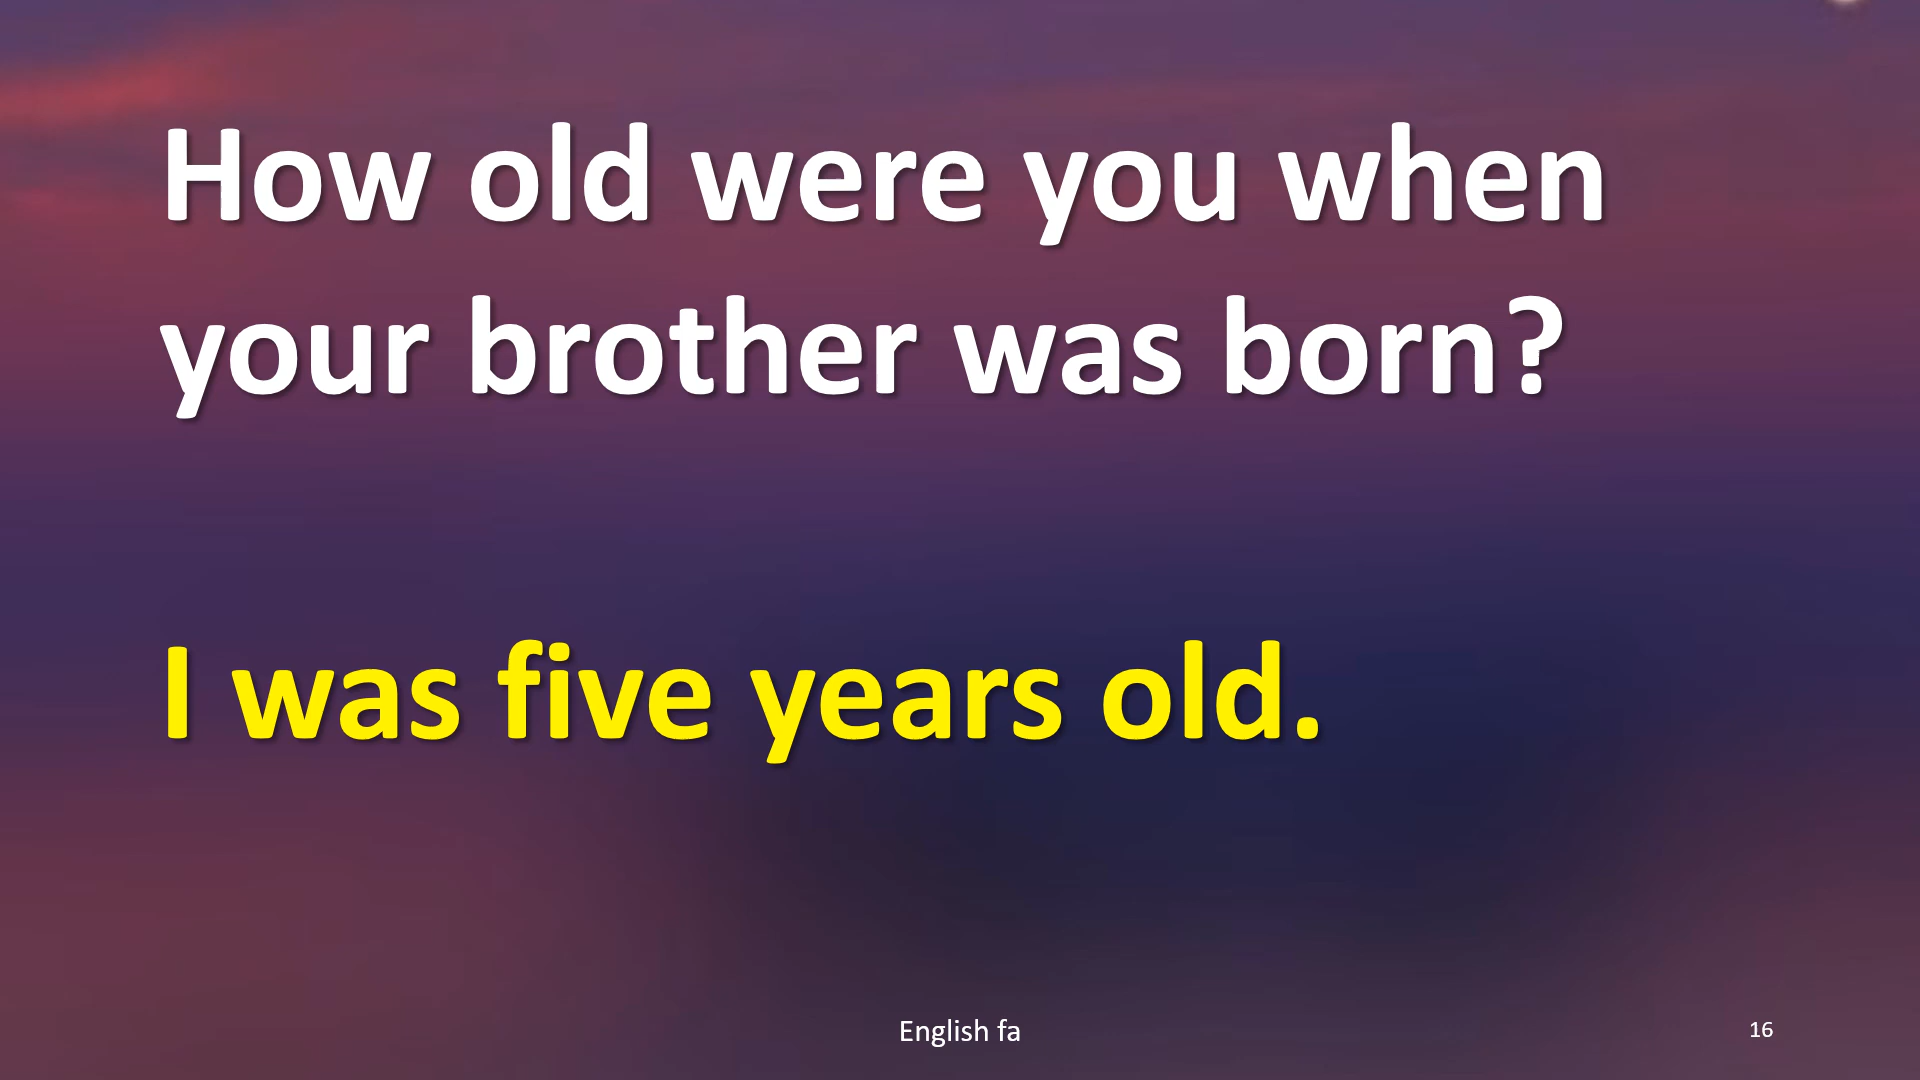 How old were you when
your brother was born?
I was five years old.
English fa
16